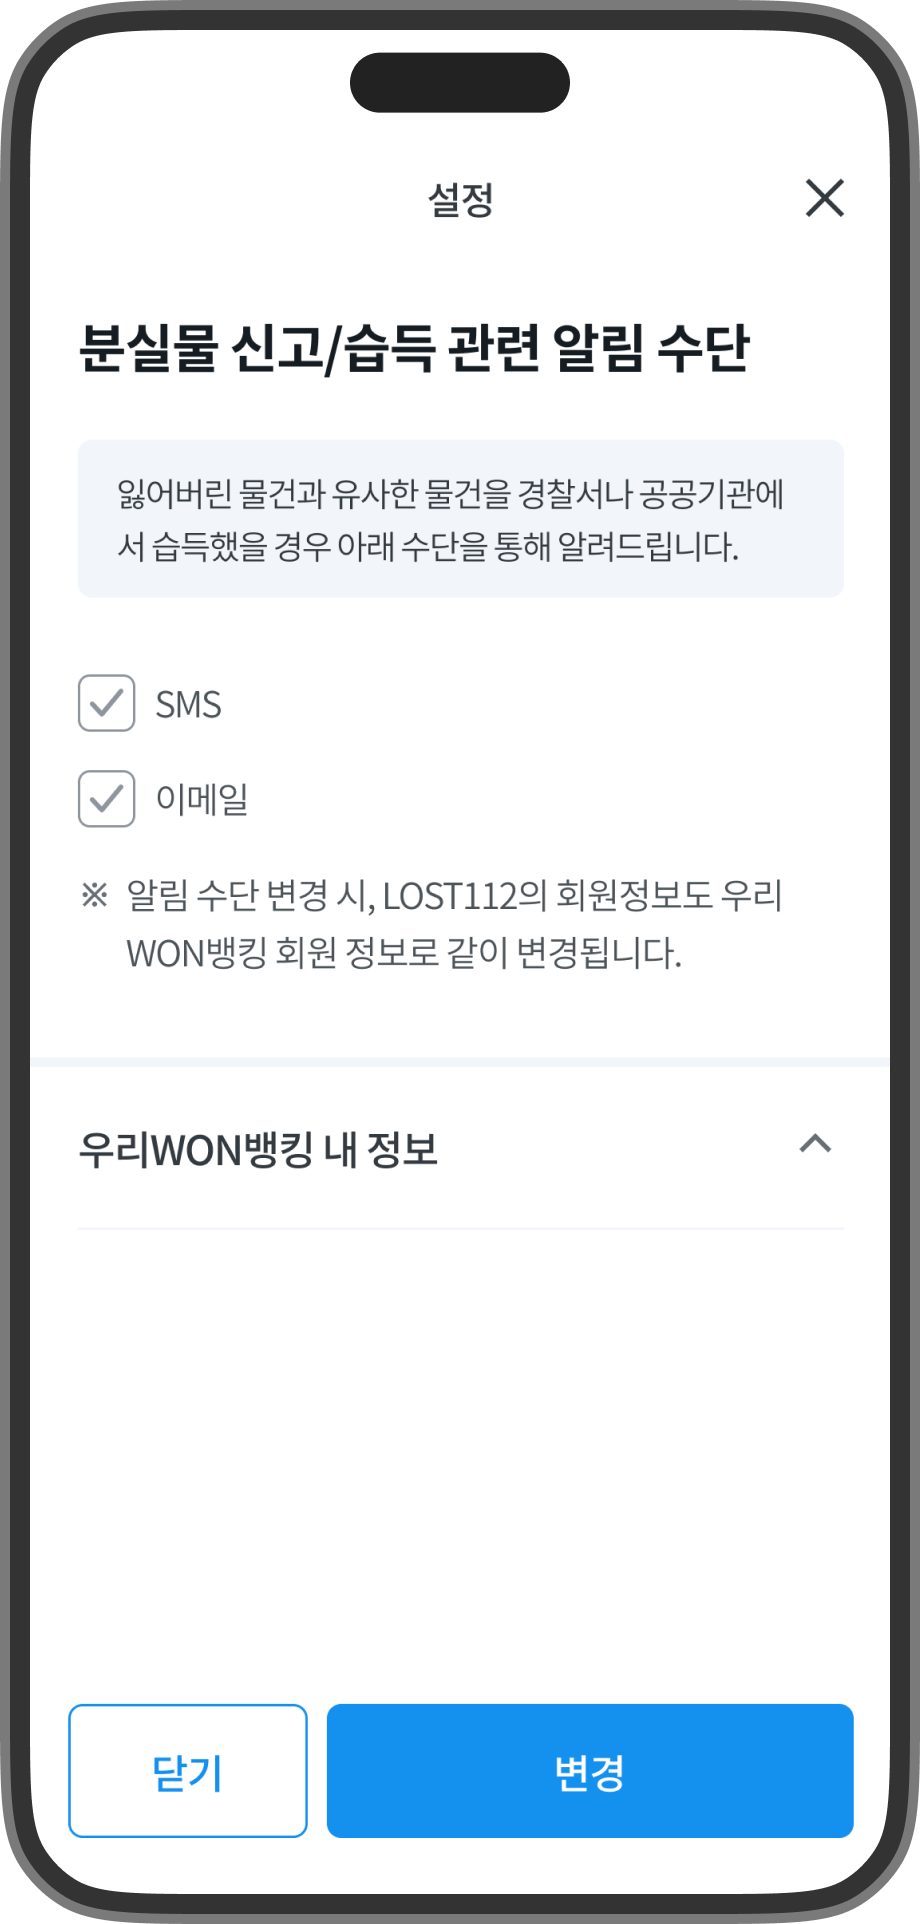 설정
분실물 신고/습득 관련 알림 수단
잃어버린 물건과 유사한 물건을 경찰서나 공공기관에
서 습득했을 경우 아래 수단을 통해 알려드립니다.
SMS
이메일
※ 알림 수단 변경 시, LOST112의 회원정보도 우리
WON뱅킹 회원 정보로 같이 변경됩니다.
우리WON뱅킹 내 정보
닫기
변경